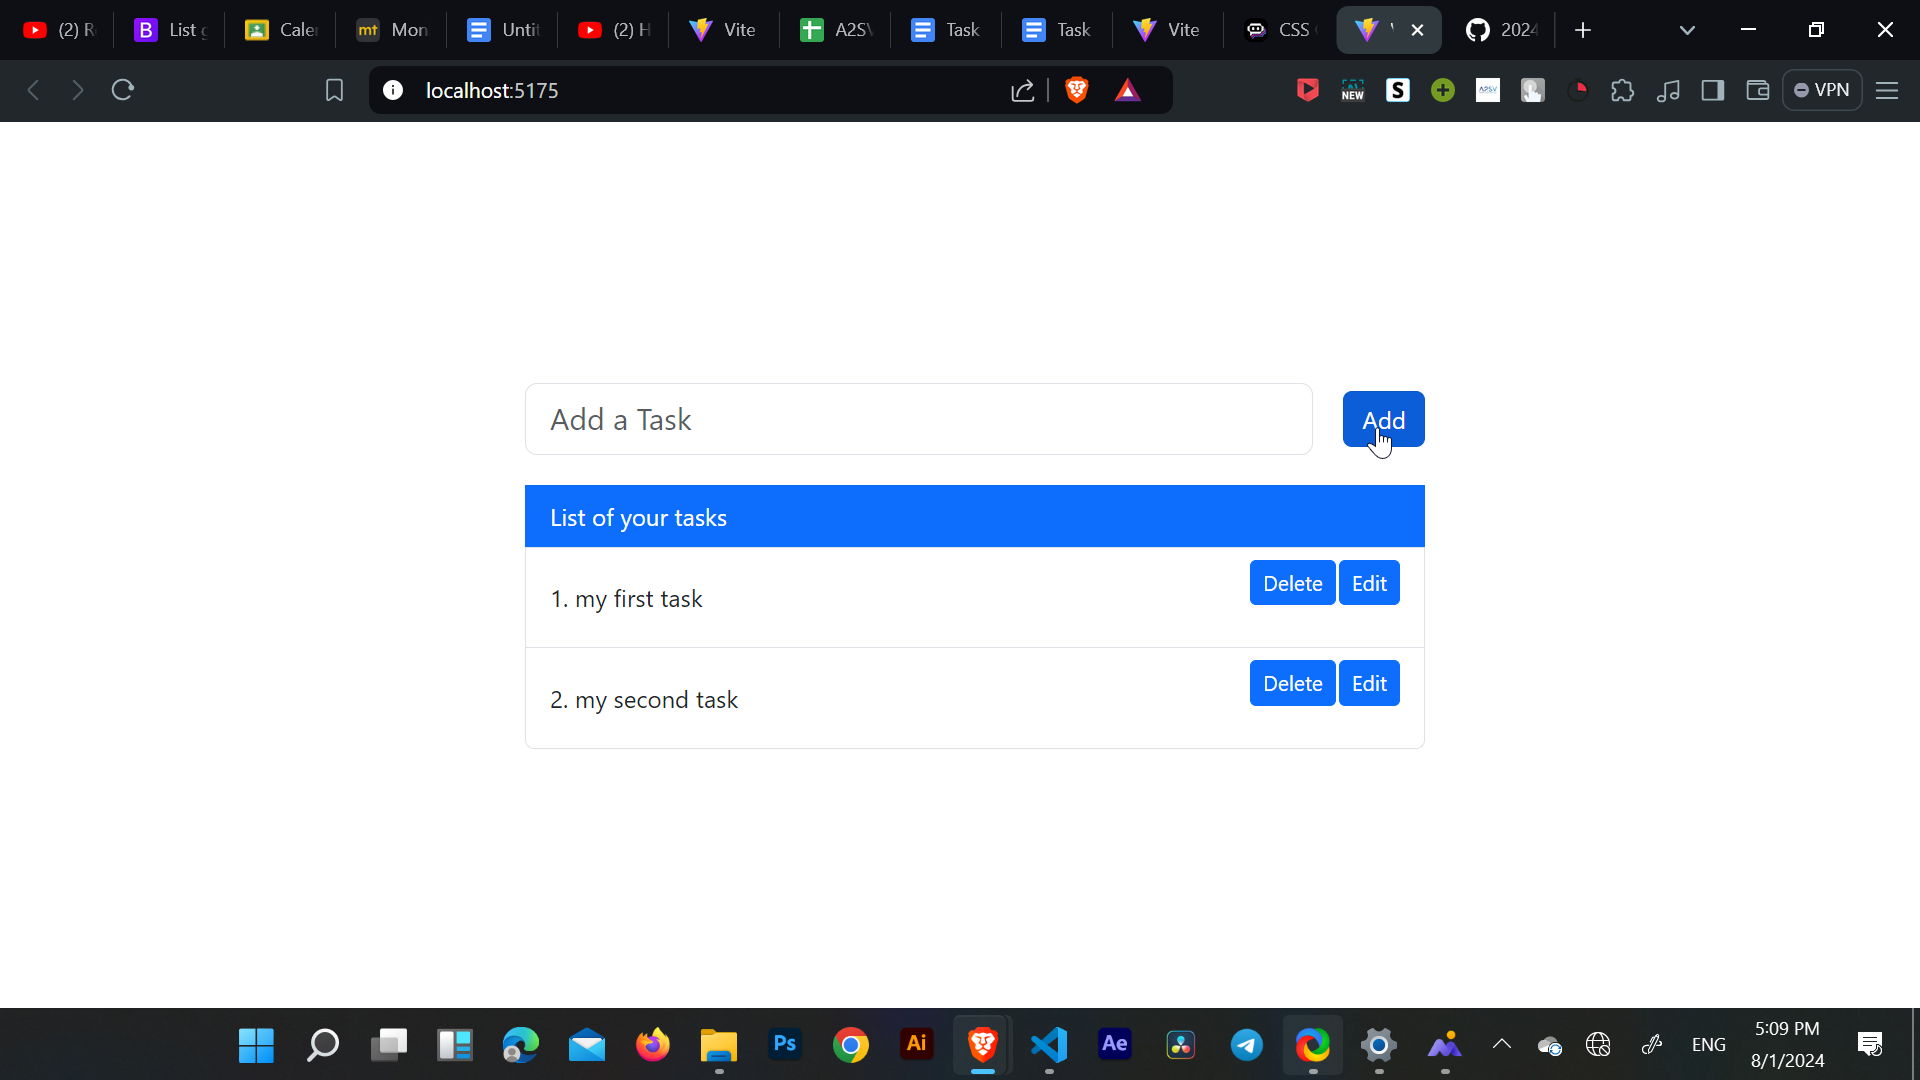 (2) R
List g
Caler
mt Mon
Untit
(2) H
Vite
A2SV
Task
Task
Vite
CSS
2024
localhost:5175
NEW
S
A2SV
VPN
Add a Task
Add
List of your tasks
1. my first task
Delete Edit
2. my second task
Delete Edit
Ps
Ai
Ae
ENG
5:09 PM
8/1/2024